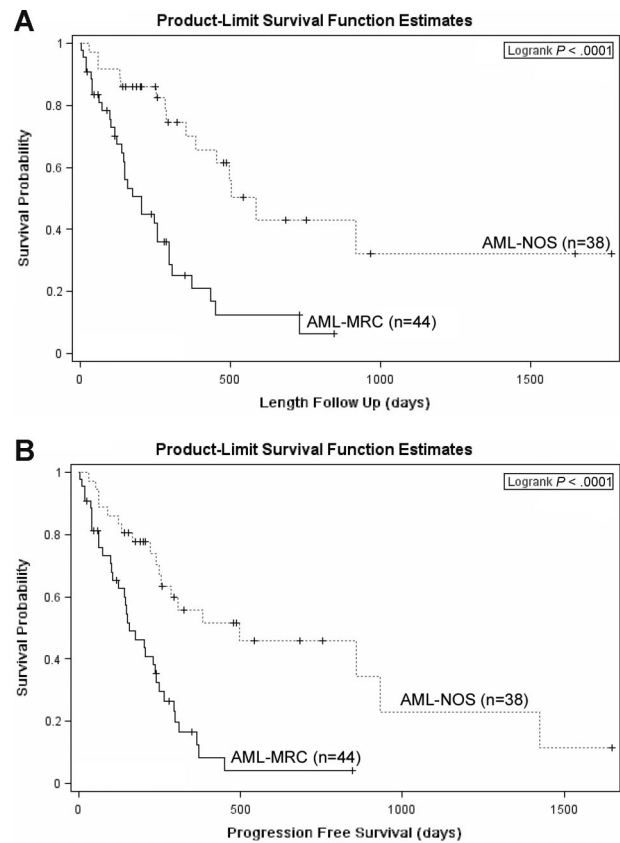 A
Product-Limit Survival Function Estimates
Logrank P < .0001
Survival Probability
1
0.8
0.6
0.4
0.2
0
AML-NOS (n=38)
AML-MRC (n=44)
0 500 1000 1500
Length Follow Up (days)
B
Product-Limit Survival Function Estimates
Logrank P < .0001
Survival Probability
1
0.8
0.6
0.4
0.2
0
AML-NOS (n=38)
AML-MRC (n=44)
0 500 1000 1500
Progression Free Survival (days)